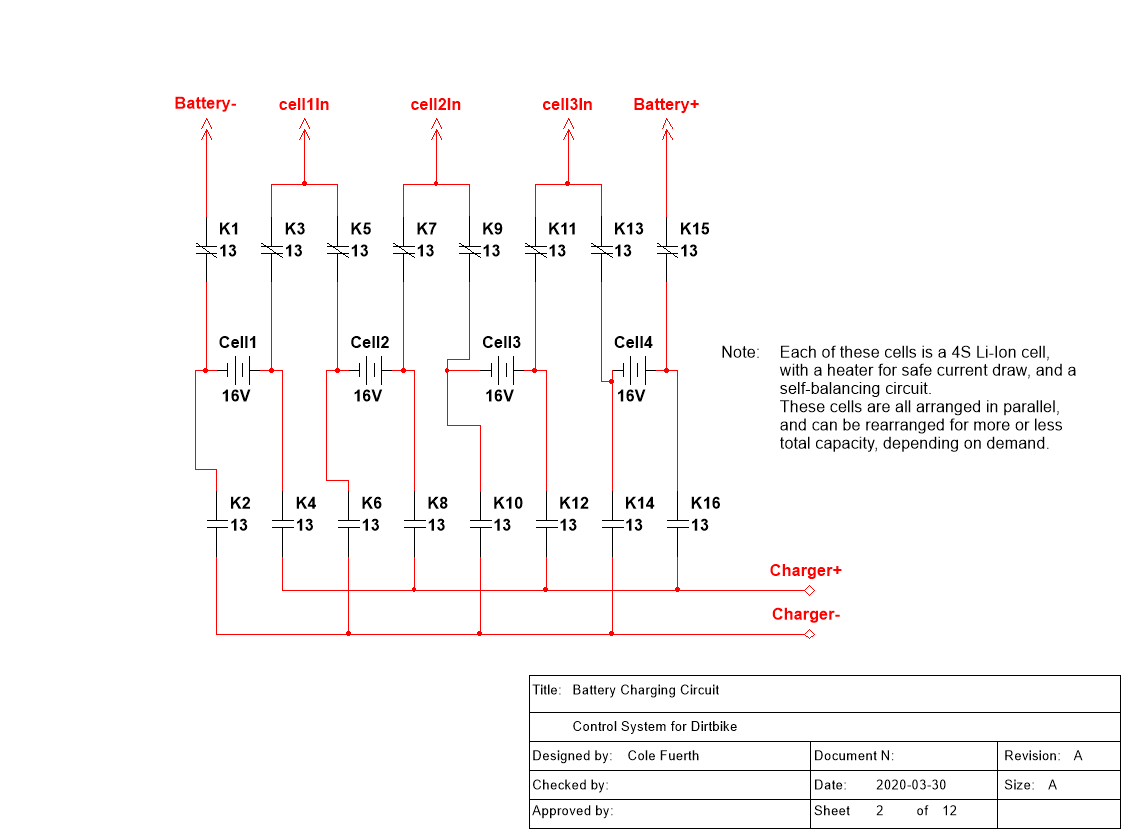 Battery- cell1In cell2In cell3In Battery+
K1 K3 K5 K7 K9 K11 K13 K15
13 13 13 13 13 13 13 13
Cell1 Cell2 Cell3 Cell4
16V 16V 16V 16V
Note: Each of these cells is a 4S Li-Ion cell,
with a heater for safe current draw, and a
self-balancing circuit.
These cells are all arranged in parallel,
and can be rearranged for more or less
total capacity, depending on demand.
K2 K4 K6 K8 K10 K12 K14 K16
13 13 13 13 13 13 13 13
Charger+
Charger-
Title: Battery Charging Circuit
Control System for Dirtbike
Designed by: Cole Fuerth Document N: Revision: A
Checked by: Date: 2020-03-30 Size: A
Approved by: Sheet 2 of 12